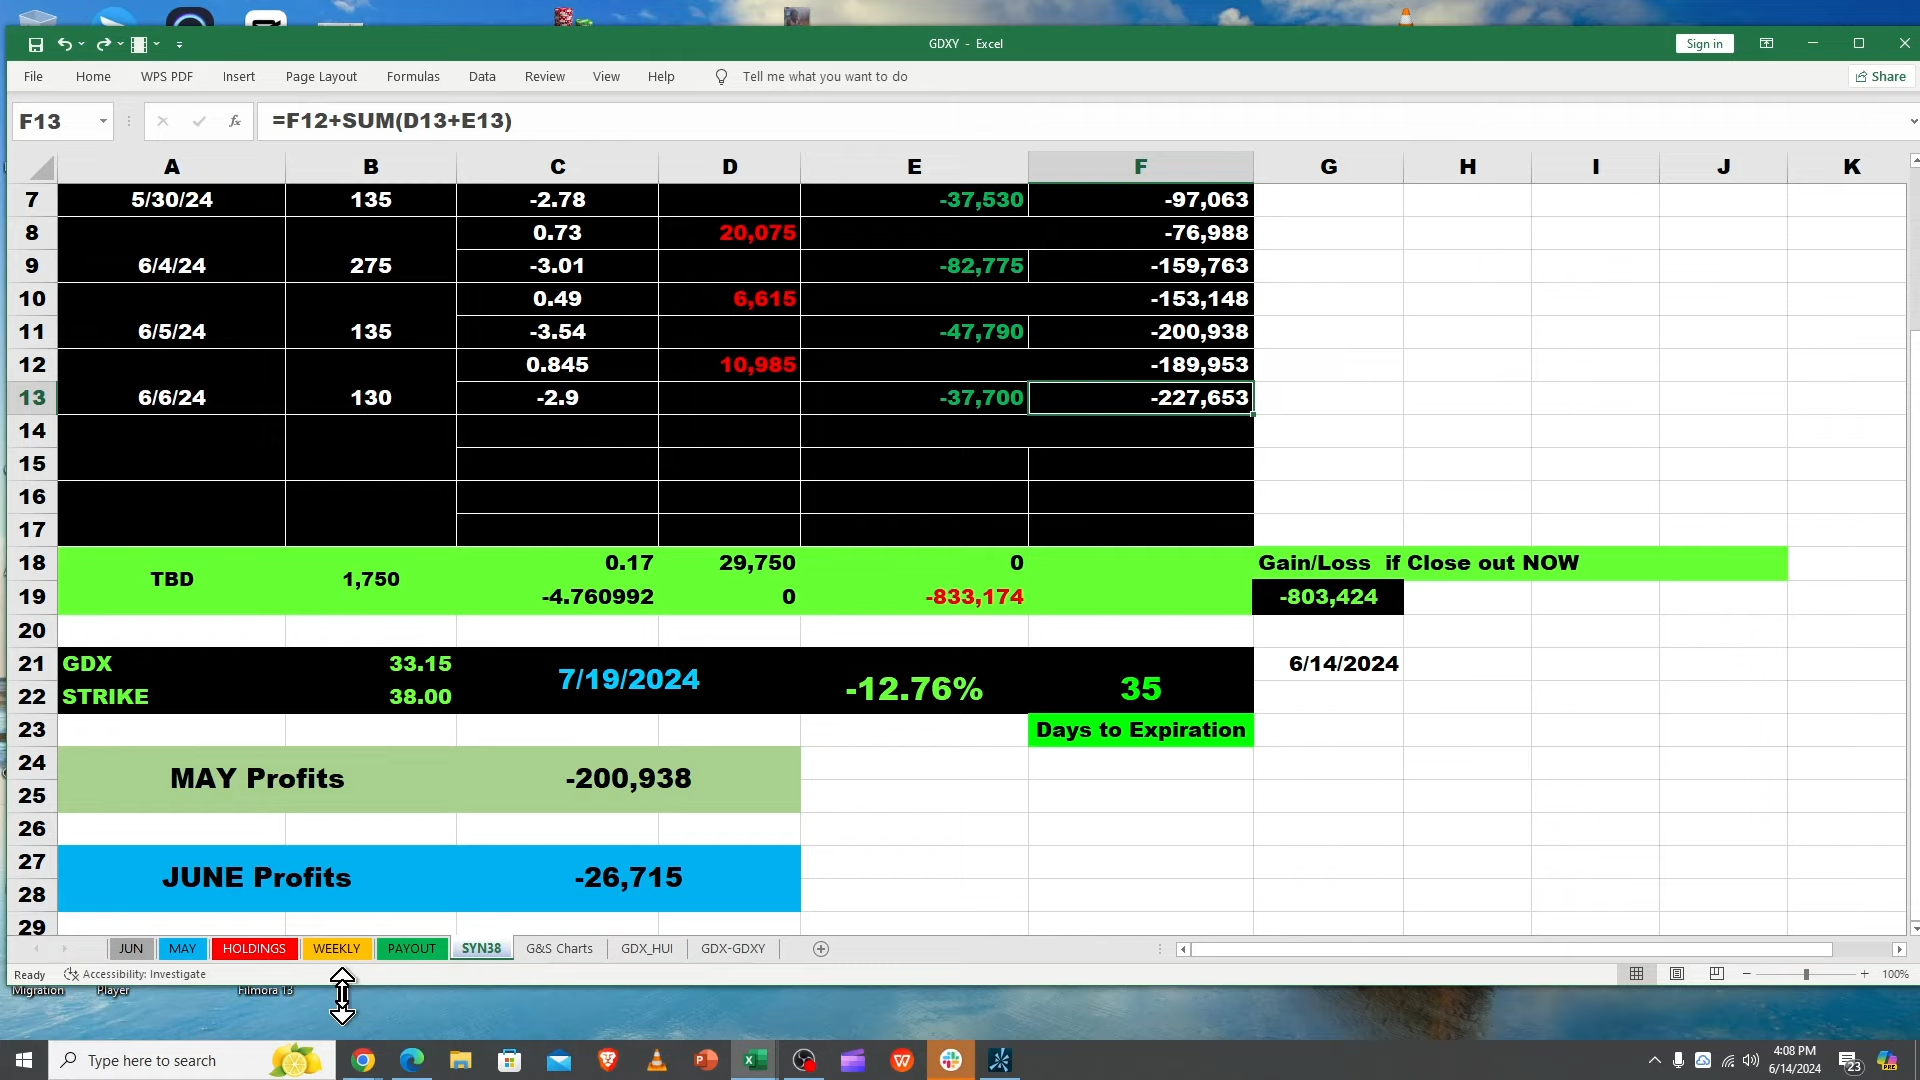 GDXY - Excel
Sign in
File Home WPS PDF Insert Page Layout Formulas Data Review View Help Tell me what you want to do Share
F13 fx =F12+SUM(D13+E13)
A B C D E F G H I J K
7 5/30/24 135 -2.78 -37,530 -97,063
8 0.73 20,075 -76,988
9 6/4/24 275 -3.01 -82,775 -159,763
10 0.49 6,615 -153,148
11 6/5/24 135 -3.54 -47,790 -200,938
12 0.845 10,985 -189,953
13 6/6/24 130 -2.9 -37,700 -227,653
14
15
16
17
18 0.17 29,750 0 Gain/Loss if Close out NOW
TBD 1,750
19 -4.760992 0 -833,174 -803,424
20
21 GDX 33.15 7/19/2024 6/14/2024
22 STRIKE 38.00 -12.76% 35
23 Days to Expiration
24
MAY Profits -200,938
25
26
27
JUNE Profits -26,715
28
29
JUN MAY HOLDINGS WEEKLY PAYOUT SYN38 G&S Charts GDX_HUI GDX-GDXY
Ready Accessibility: Investigate 100%
Migration Player Filmora 13
Type here to search
4:08 PM
6/14/2024
23
PRE